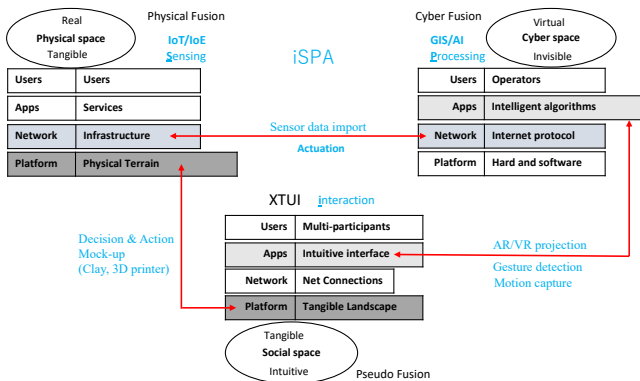 Real
Physical space
Tangible
Physical Fusion
IoT/IoE
Sensing
iSPA
Cyber Fusion
GIS/AI
Processing
Virtual
Cyber space
Invisible
Users Users
Apps Services
Network Infrastructure
Platform Physical Terrain
Sensor data import
Actuation
Users Operators
Apps Intelligent algorithms
Network Internet protocol
Platform Hard and software
XTUI interaction
Users Multi-participants
Apps Intuitive interface
Network Net Connections
Platform Tangible Landscape
Decision & Action
Mock-up
(Clay, 3D printer)
AR/VR projection
Gesture detection
Motion capture
Tangible
Social space
Intuitive
Pseudo Fusion